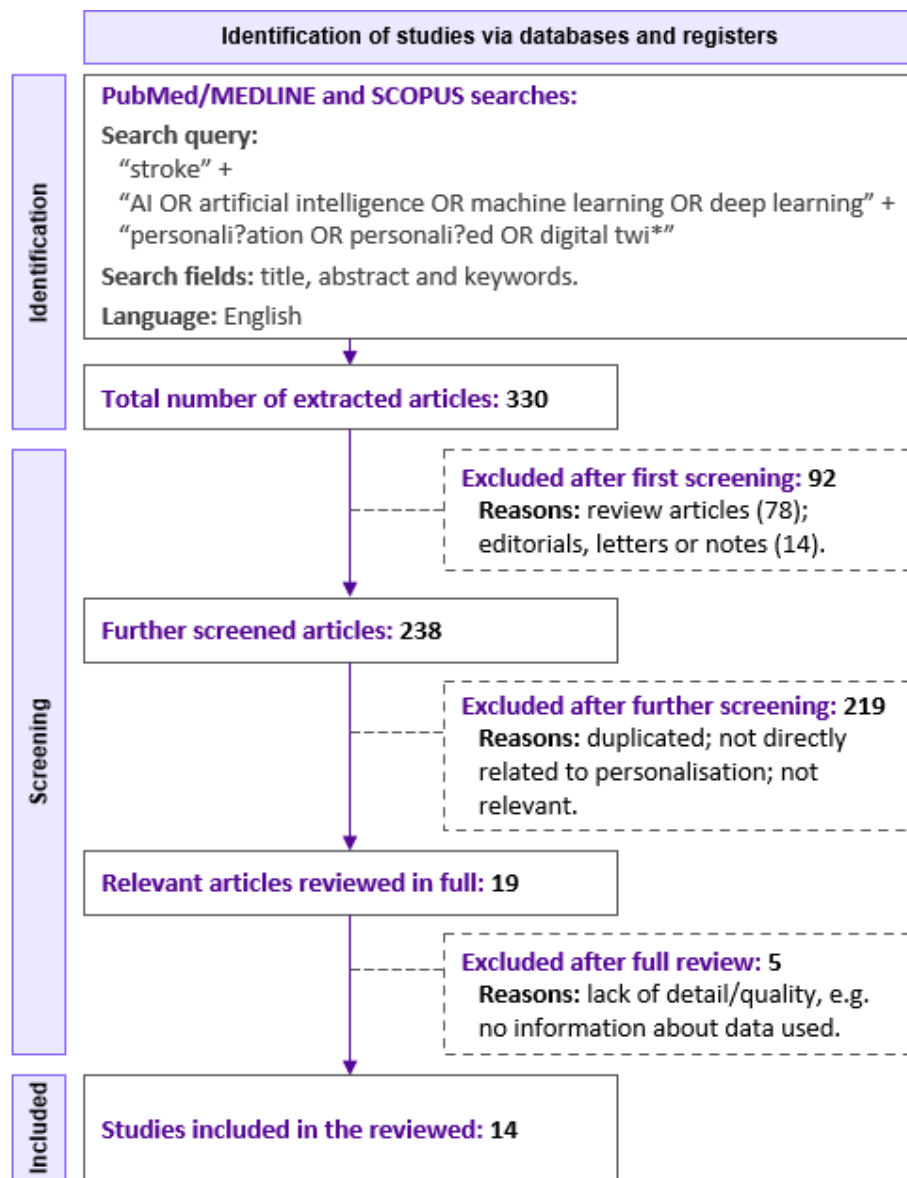 Identification of studies via databases and registers
Identification
PubMed/MEDLINE and SCOPUS searches:
Search query:
“stroke” +
“AI OR artificial intelligence OR machine learning OR deep learning” +
“personali?ation OR personali?ed OR digital twi*”
Search fields: title, abstract and keywords.
Language: English
Total number of extracted articles: 330
Screening
Excluded after first screening: 92
Reasons: review articles (78);
editorials, letters or notes (14).
Further screened articles: 238
Excluded after further screening: 219
Reasons: duplicated; not directly
related to personalisation; not
relevant.
Relevant articles reviewed in full: 19
Excluded after full review: 5
Reasons: lack of detail/quality, e.g.
no information about data used.
Included
Studies included in the reviewed: 14